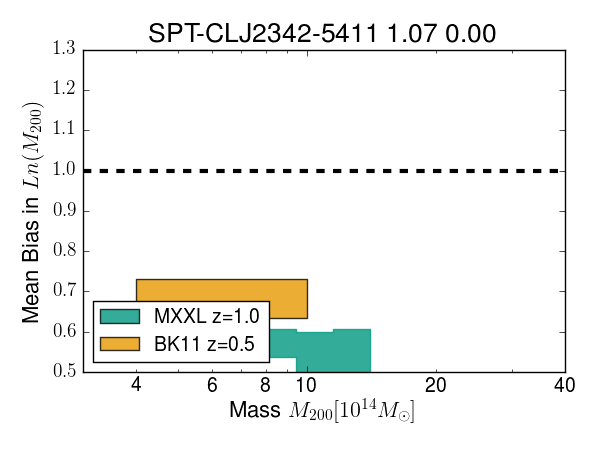 SPT-CLJ2342-5411 1.07 0.00
1.3
1.2
1.1
1.0
0.9
0.8
0.7
0.6
0.5
Mean Bias in Ln(M₂₀₀)
MXXL z=1.0
BK11 z=0.5
4 6 8 10 20 40
Mass M₂₀₀[10¹⁴M☉]